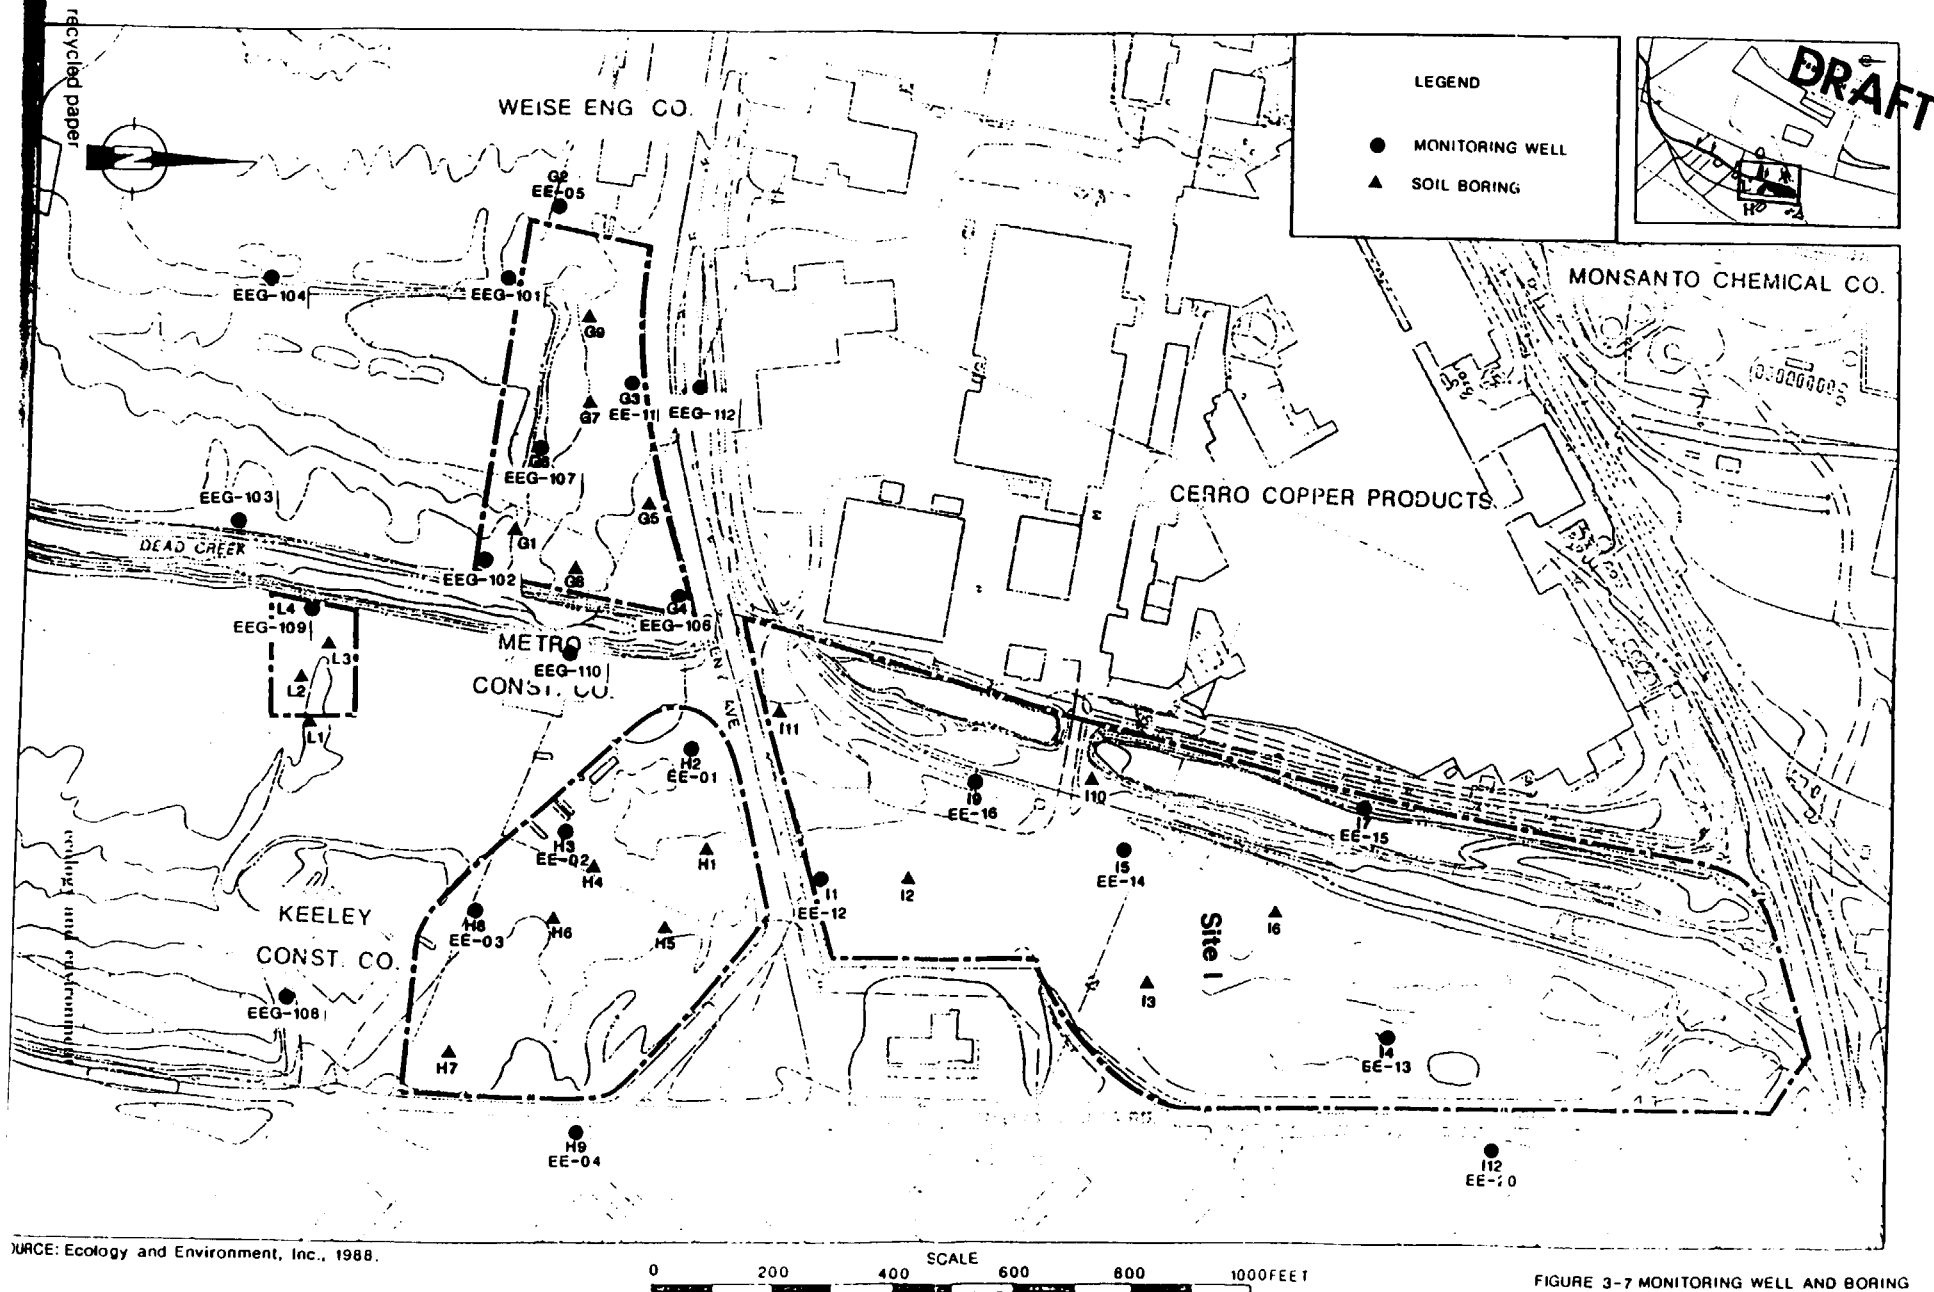 recycled paper
DRAFT
LEGEND
MONITORING WELL
SOIL BORING
WEISE ENG CO.
N
MONSANTO CHEMICAL CO.
G2
EE-05
EEG-104
EEG-101
G9
G7
G3
EE-11
EEG-112
EEG-107
EEG-103
G5
CERRO COPPER PRODUCTS
DEAD CREEK
G1
EEG-102
G8
G4
EEG-106
L4
EEG-109
L3
L2
L1
METRO
EEG-110
CONST. CO.
AVE
I11
H2
EE-01
I9
EE-16
I10
I7
EE-15
H3
EE-02
H4
H1
I5
EE-14
I1
EE-12
I2
I6
Site I
KEELEY
CONST. CO.
H8
EE-03
H6
H5
I3
EEG-108
H7
I4
EE-13
H9
EE-04
I12
ecology and environment
URCE: Ecology and Environment, Inc., 1988.
SCALE
0 200 400 600 800 1000 FEET
FIGURE 3-7 MONITORING WELL AND BORING